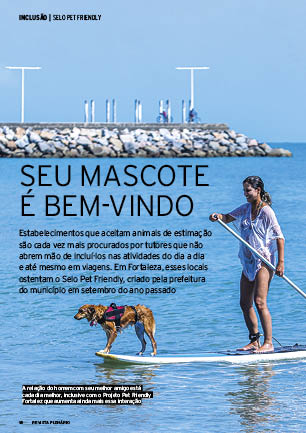 INCLUSÃO | SELO PET FRIENDLY
SEU MASCOTE
É BEM-VINDO
Estabelecimentos que aceitam animais de estimação
são cada vez mais procurados por tutores que não
abrem mão de incluí-los nas atividades do dia a dia
e até mesmo em viagens. Em Fortaleza, esses locais
ostentam o Selo Pet Friendly, criado pela prefeitura
do município em setembro do ano passado
A relação do homem com seu melhor amigo está
cada dia melhor, inclusive com o Projeto Pet Friendly
Fortaleza que aumenta ainda mais essa interação
REVISTA PLENÁRIO